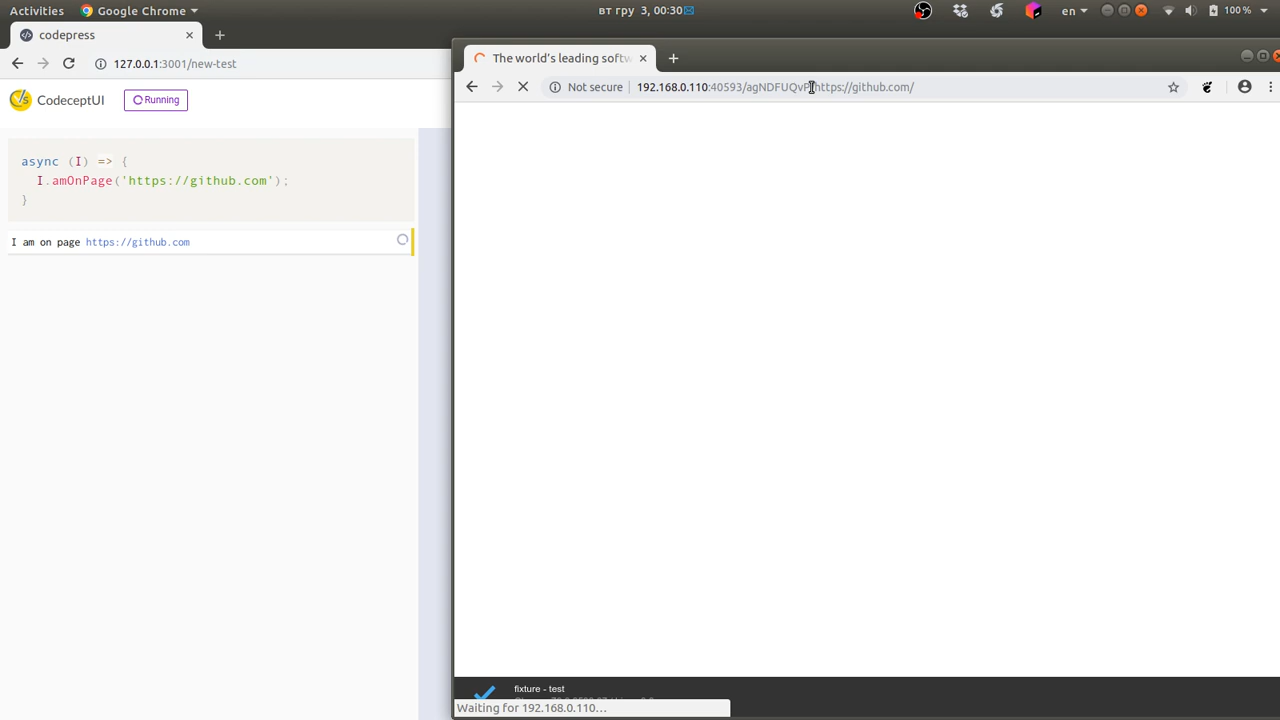 Activities Google Chrome вт гру 3, 00:30 en 100 %
codepress
The world's leading softw
127.0.0.1:3001/new-test
Not secure 192.168.0.110:40593/agNDFUQvP/https://github.com/
CodeceptUI Running
async (I) => {
I.amOnPage('https://github.com');
}
I am on page https://github.com
fixture - test
Waiting for 192.168.0.110...